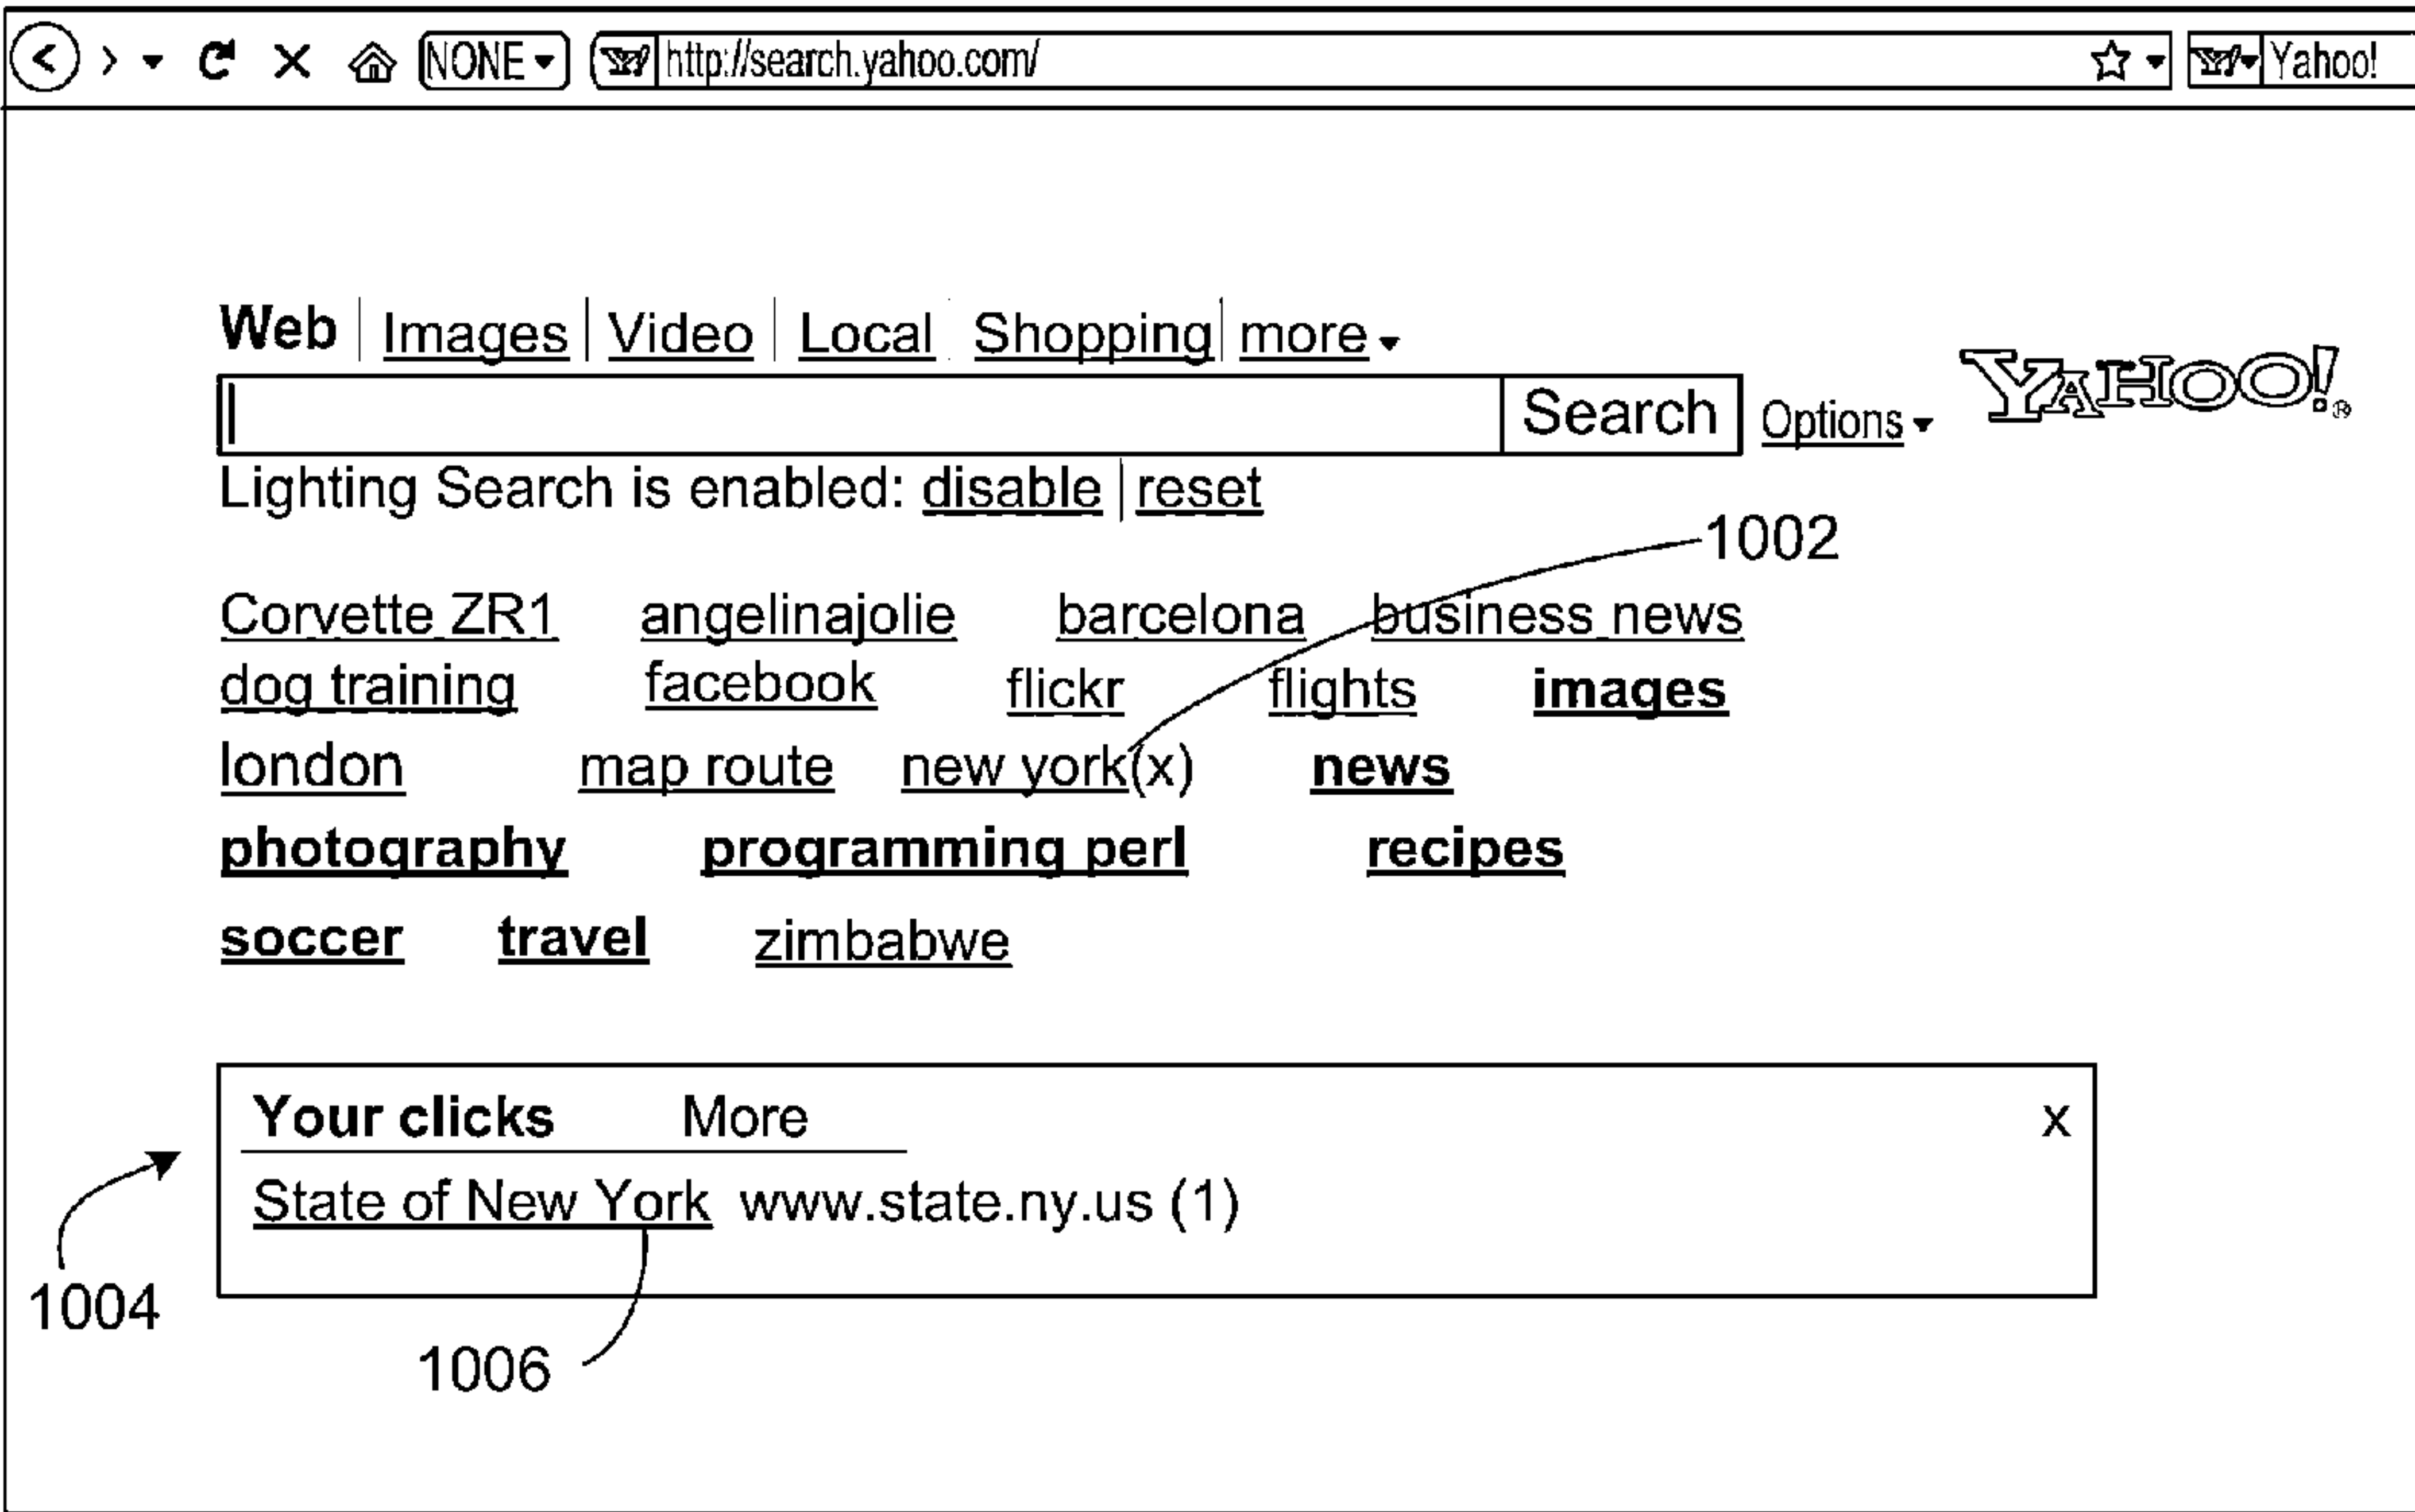 NONE http://search.yahoo.com/ Yahoo!
Web Images Video Local Shopping more
Search Options YAHOO!®
Lighting Search is enabled: disable reset
1002
Corvette ZR1 angelinajolie barcelona business news
dog training facebook flickr flights images
london map route new york(x) news
photography programming perl recipes
soccer travel zimbabwe
Your clicks More x
State of New York www.state.ny.us (1)
1004
1006